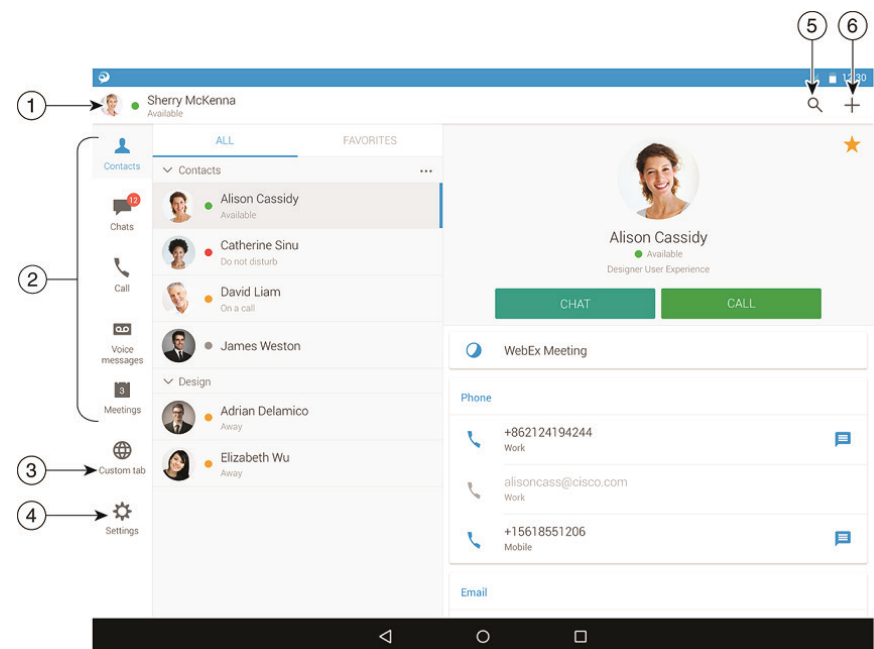 5 6
12:00
1
Sherry McKenna
Available
2
Contacts
Chats
12
Call
Voice
messages
3
Meetings
3
Custom tab
4
Settings
ALL FAVORITES
Contacts
Alison Cassidy
Available
Catherine Sinu
Do not disturb
David Liam
On a call
James Weston
Design
Adrian Delamico
Away
Elizabeth Wu
Away
Alison Cassidy
Available
Designer User Experience
CHAT CALL
WebEx Meeting
Phone
+862124194244
Work
alisoncass@cisco.com
Work
+15618551206
Mobile
Email